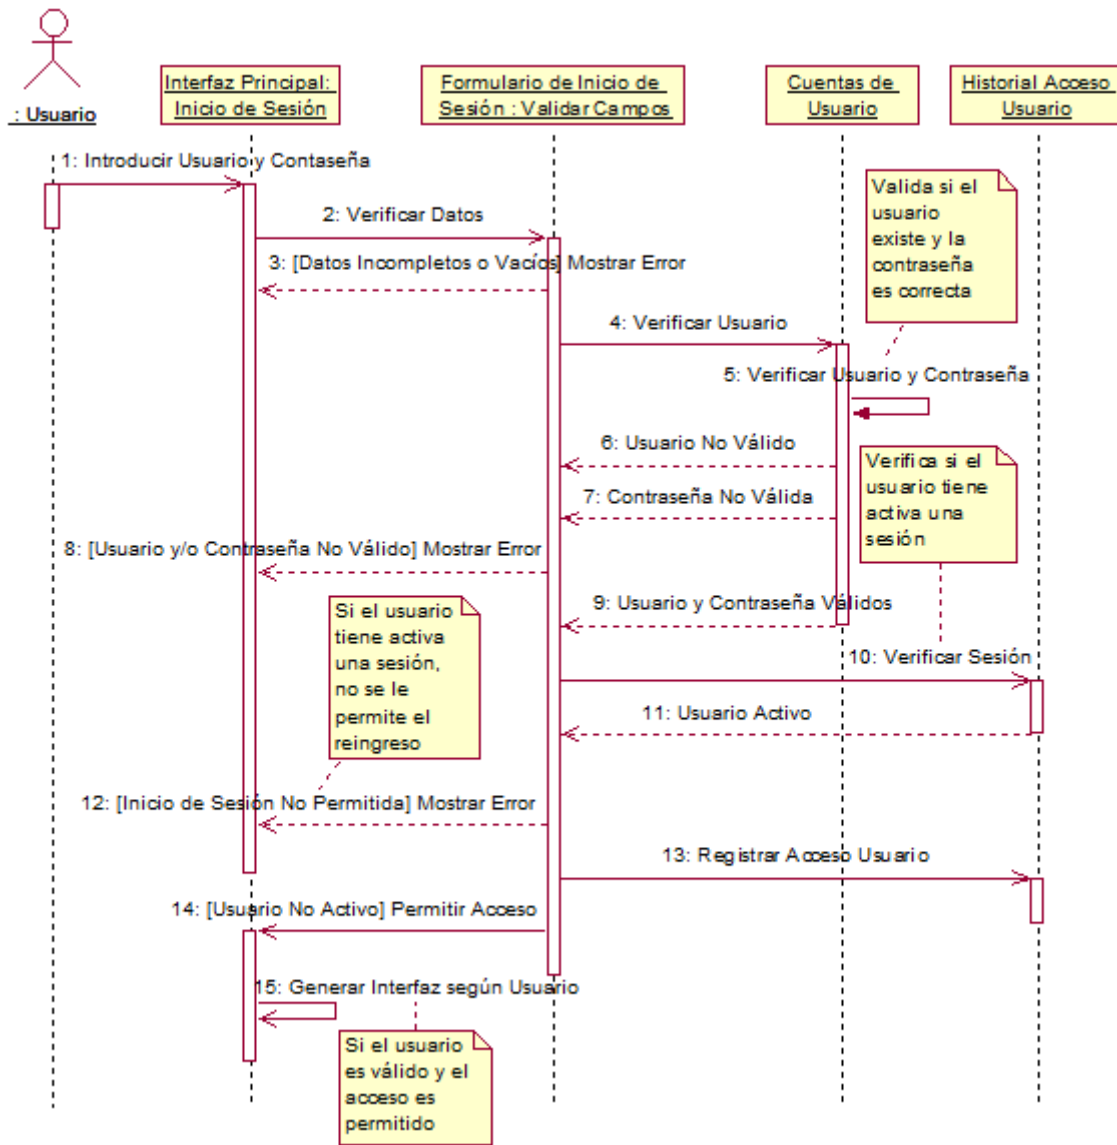 : Usuario
Interfaz Principal:
Inicio de Sesión
Formulario de Inicio de
Sesión : Validar Campos
Cuentas de
Usuario
Historial Acceso
Usuario
1: Introducir Usuario y Contaseña
Valida si el
usuario
existe y la
contraseña
es correcta
2: Verificar Datos
3: [Datos Incompletos o Vacíos] Mostrar Error
4: Verificar Usuario
5: Verificar Usuario y Contraseña
6: Usuario No Válido
Verifica si el
usuario tiene
activa una
sesión
7: Contraseña No Válida
8: [Usuario y/o Contraseña No Válido] Mostrar Error
9: Usuario y Contraseña Válidos
Si el usuario
tiene activa
una sesión,
no se le
permite el
reingreso
10: Verificar Sesión
11: Usuario Activo
12: [Inicio de Sesión No Permitida] Mostrar Error
13: Registrar Acceso Usuario
14: [Usuario No Activo] Permitir Acceso
15: Generar Interfaz según Usuario
Si el usuario
es válido y el
acceso es
permitido